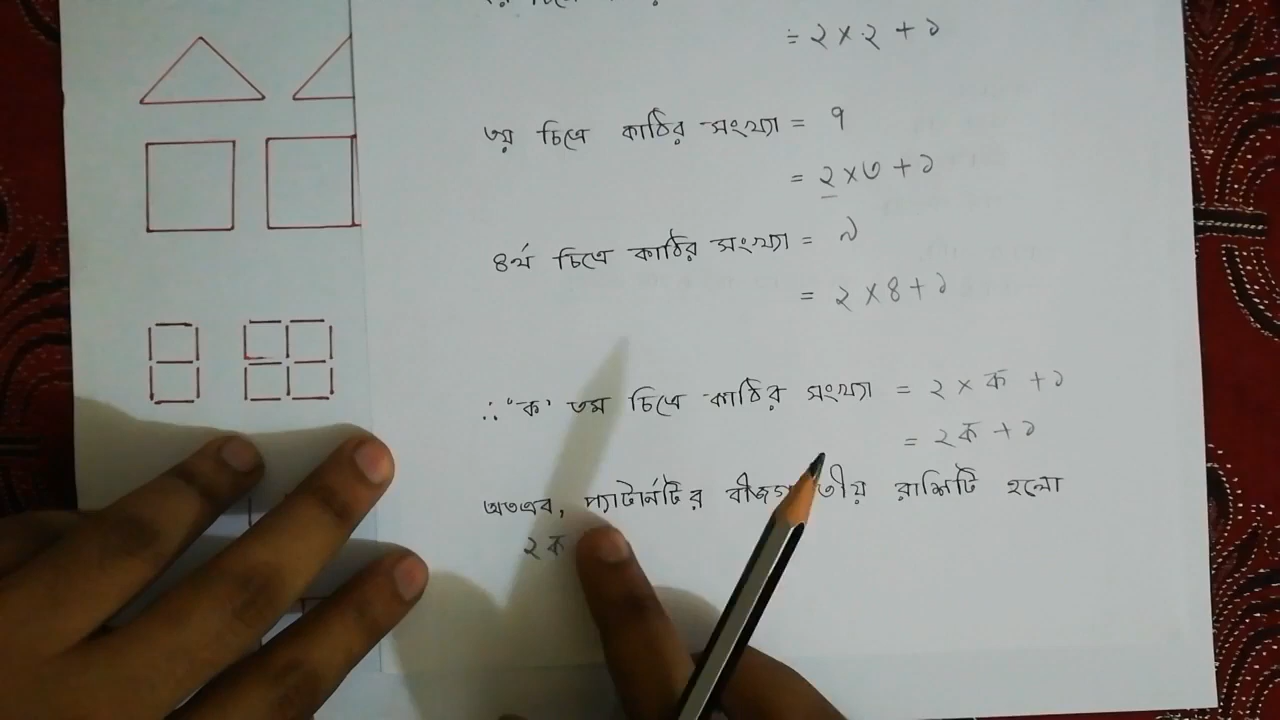 = ২ × ২ + ১
৩য় চিত্রে কাঠির সংখ্যা = ৭
= ২ × ৩ + ১
৪র্থ চিত্রে কাঠির সংখ্যা = ৯
= ২ × ৪ + ১
∴ 'ক' তম চিত্রে কাঠির সংখ্যা = ২ × ক + ১
= ২ক + ১
অতএব, প্যাটার্নটির রাশিটি হলো
২ক